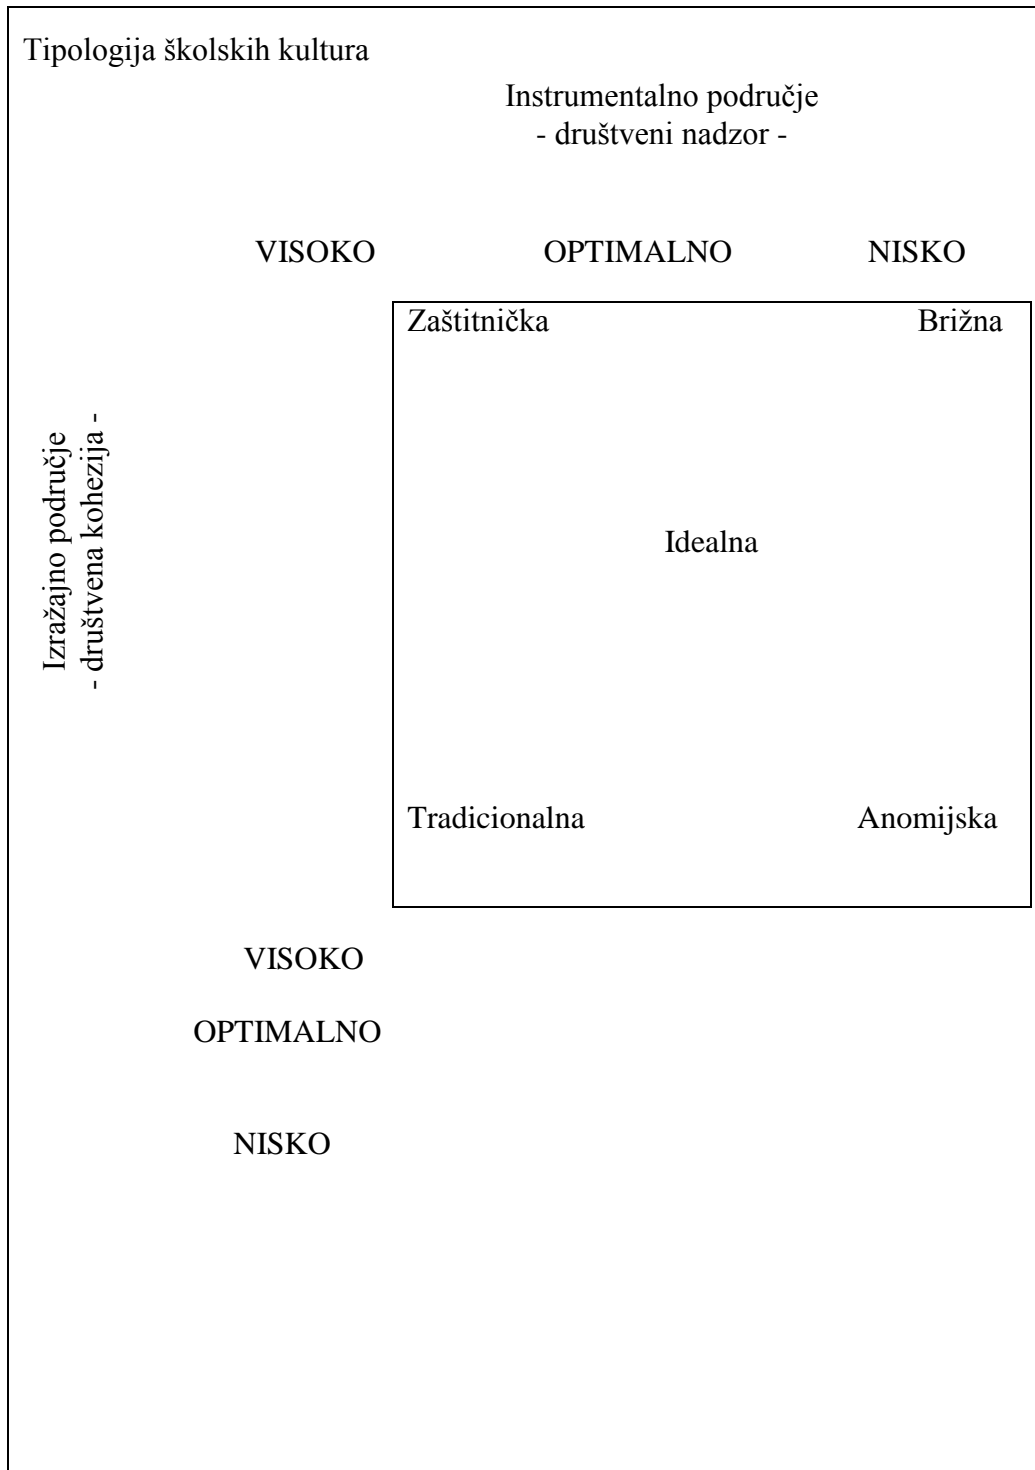 Tipologija školskih kultura
Instrumentalno područje
- društveni nadzor -
VISOKO OPTIMALNO NISKO
Zaštitnička Brižna
Izražajno područje
- društvena kohezija -
Idealna
Tradicionalna Anomijska
VISOKO
OPTIMALNO
NISKO